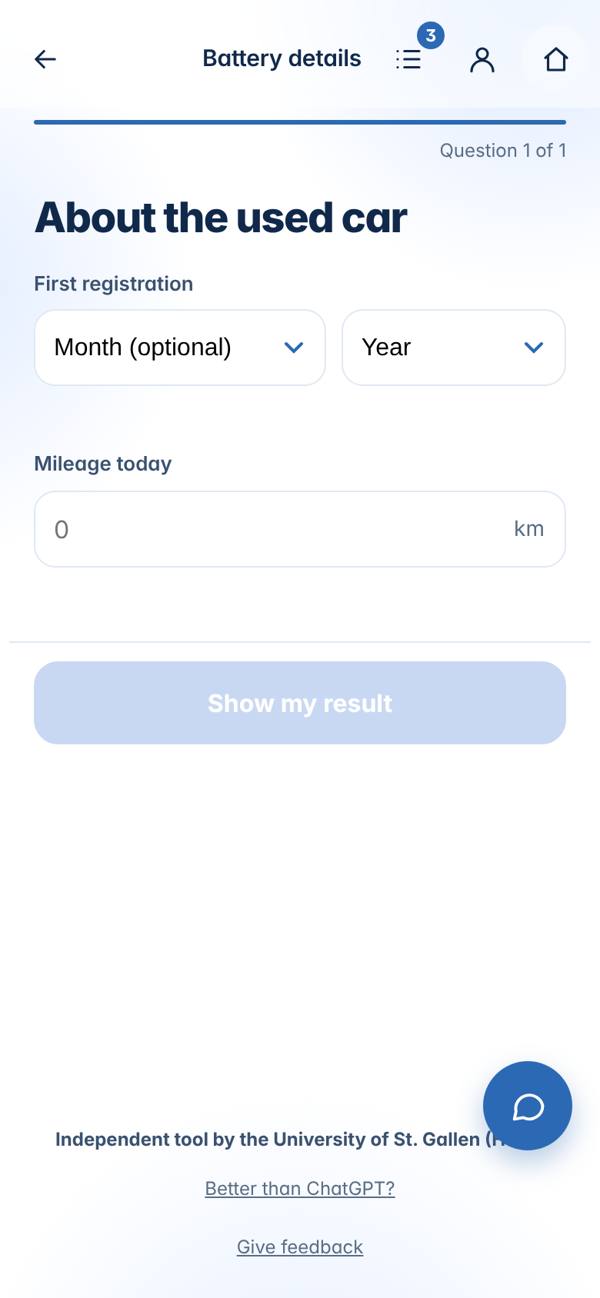 Battery details
3
Question 1 of 1
About the used car
First registration
Month (optional)
Year
Mileage today
0
km
Show my result
Independent tool by the University of St. Gallen
Better than ChatGPT?
Give feedback